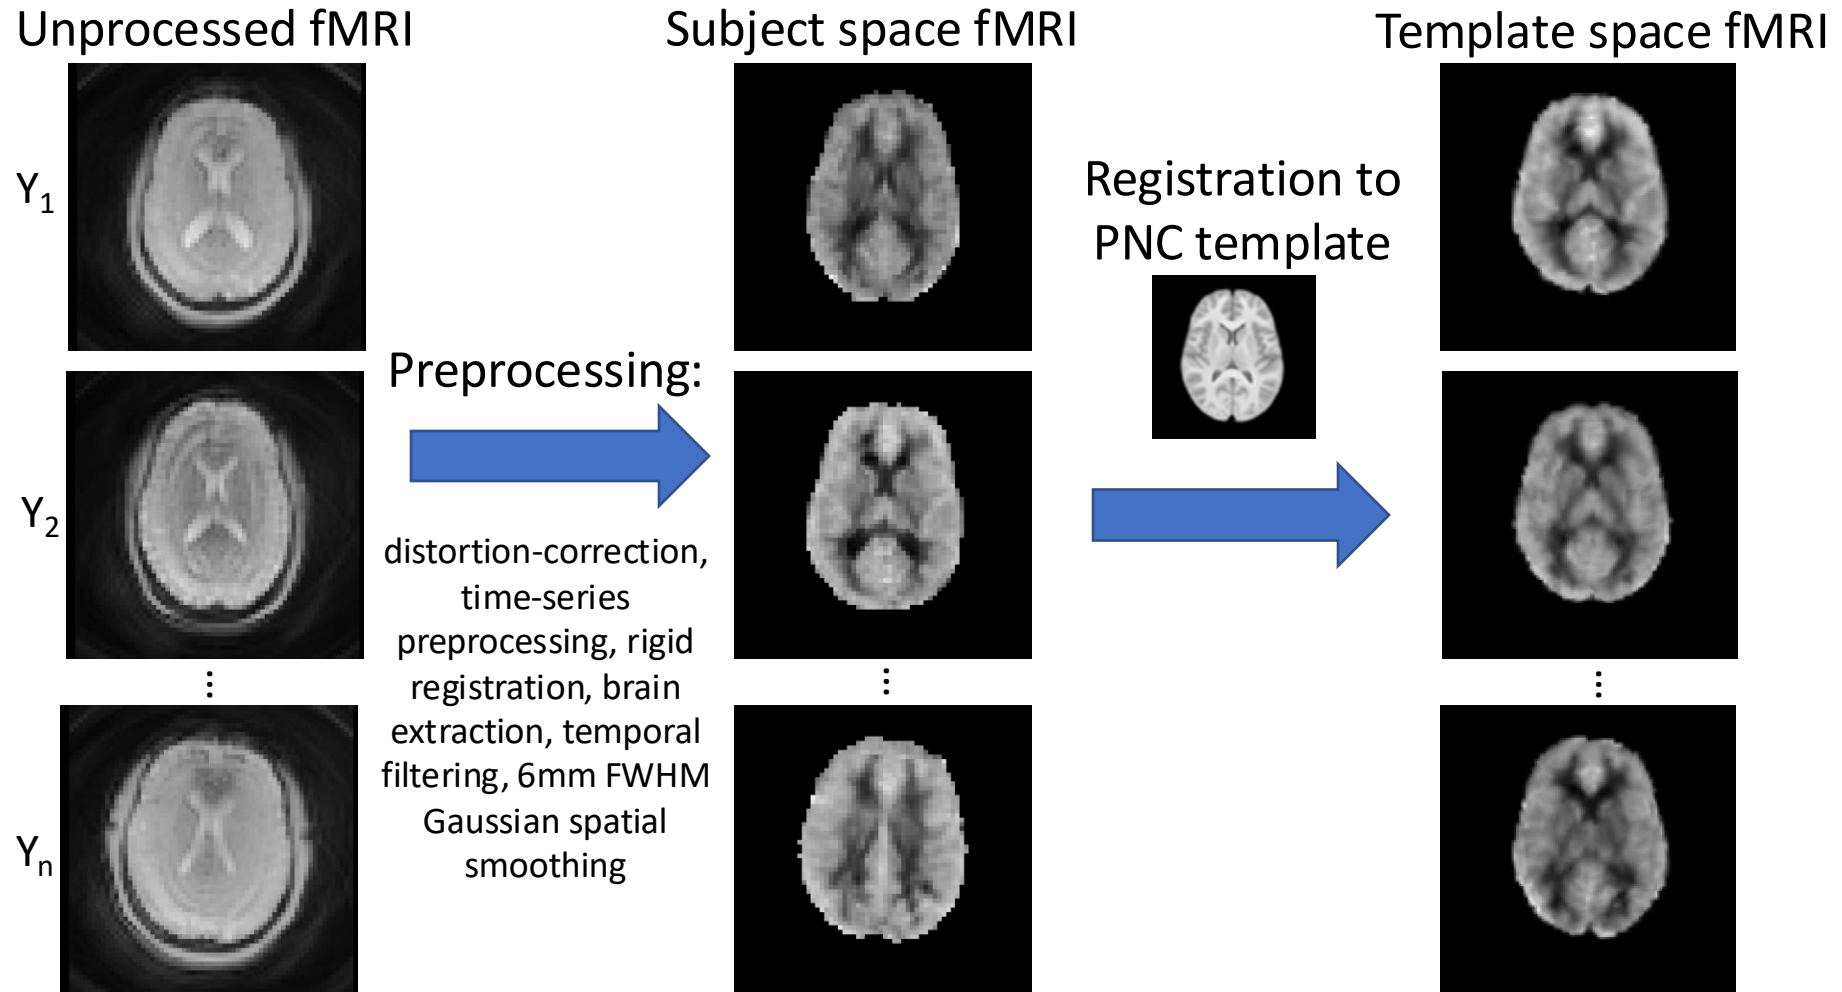 Unprocessed fMRI
Subject space fMRI
Template space fMRI
Y1
Registration to
PNC template
Preprocessing:
Y2
distortion-correction,
time-series
preprocessing, rigid
registration, brain
extraction, temporal
filtering, 6mm FWHM
Gaussian spatial
smoothing
⋮
⋮
⋮
Yn